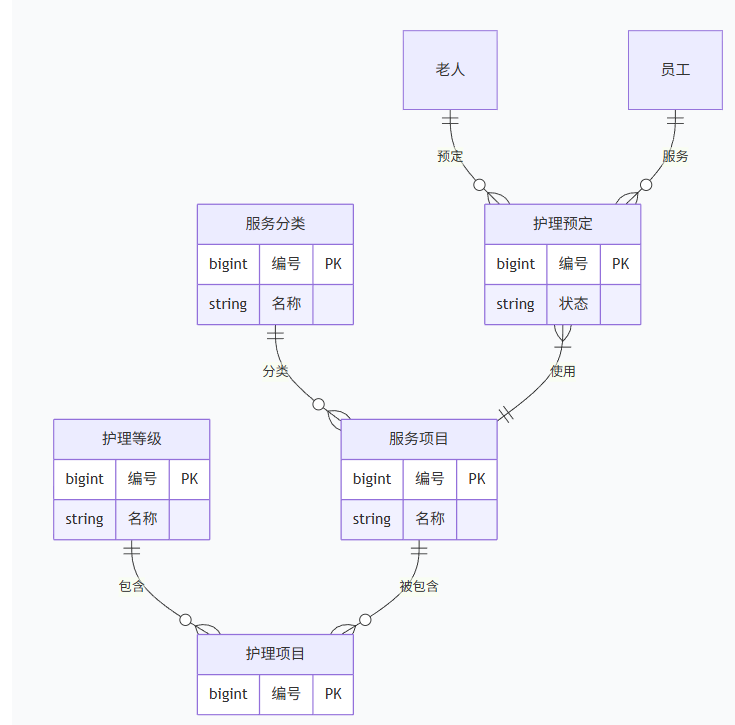 老人
员工
预定
服务
服务分类
bigint 编号 PK
string 名称
护理预定
bigint 编号 PK
string 状态
分类
使用
护理等级
bigint 编号 PK
string 名称
服务项目
bigint 编号 PK
string 名称
包含
被包含
护理项目
bigint 编号 PK